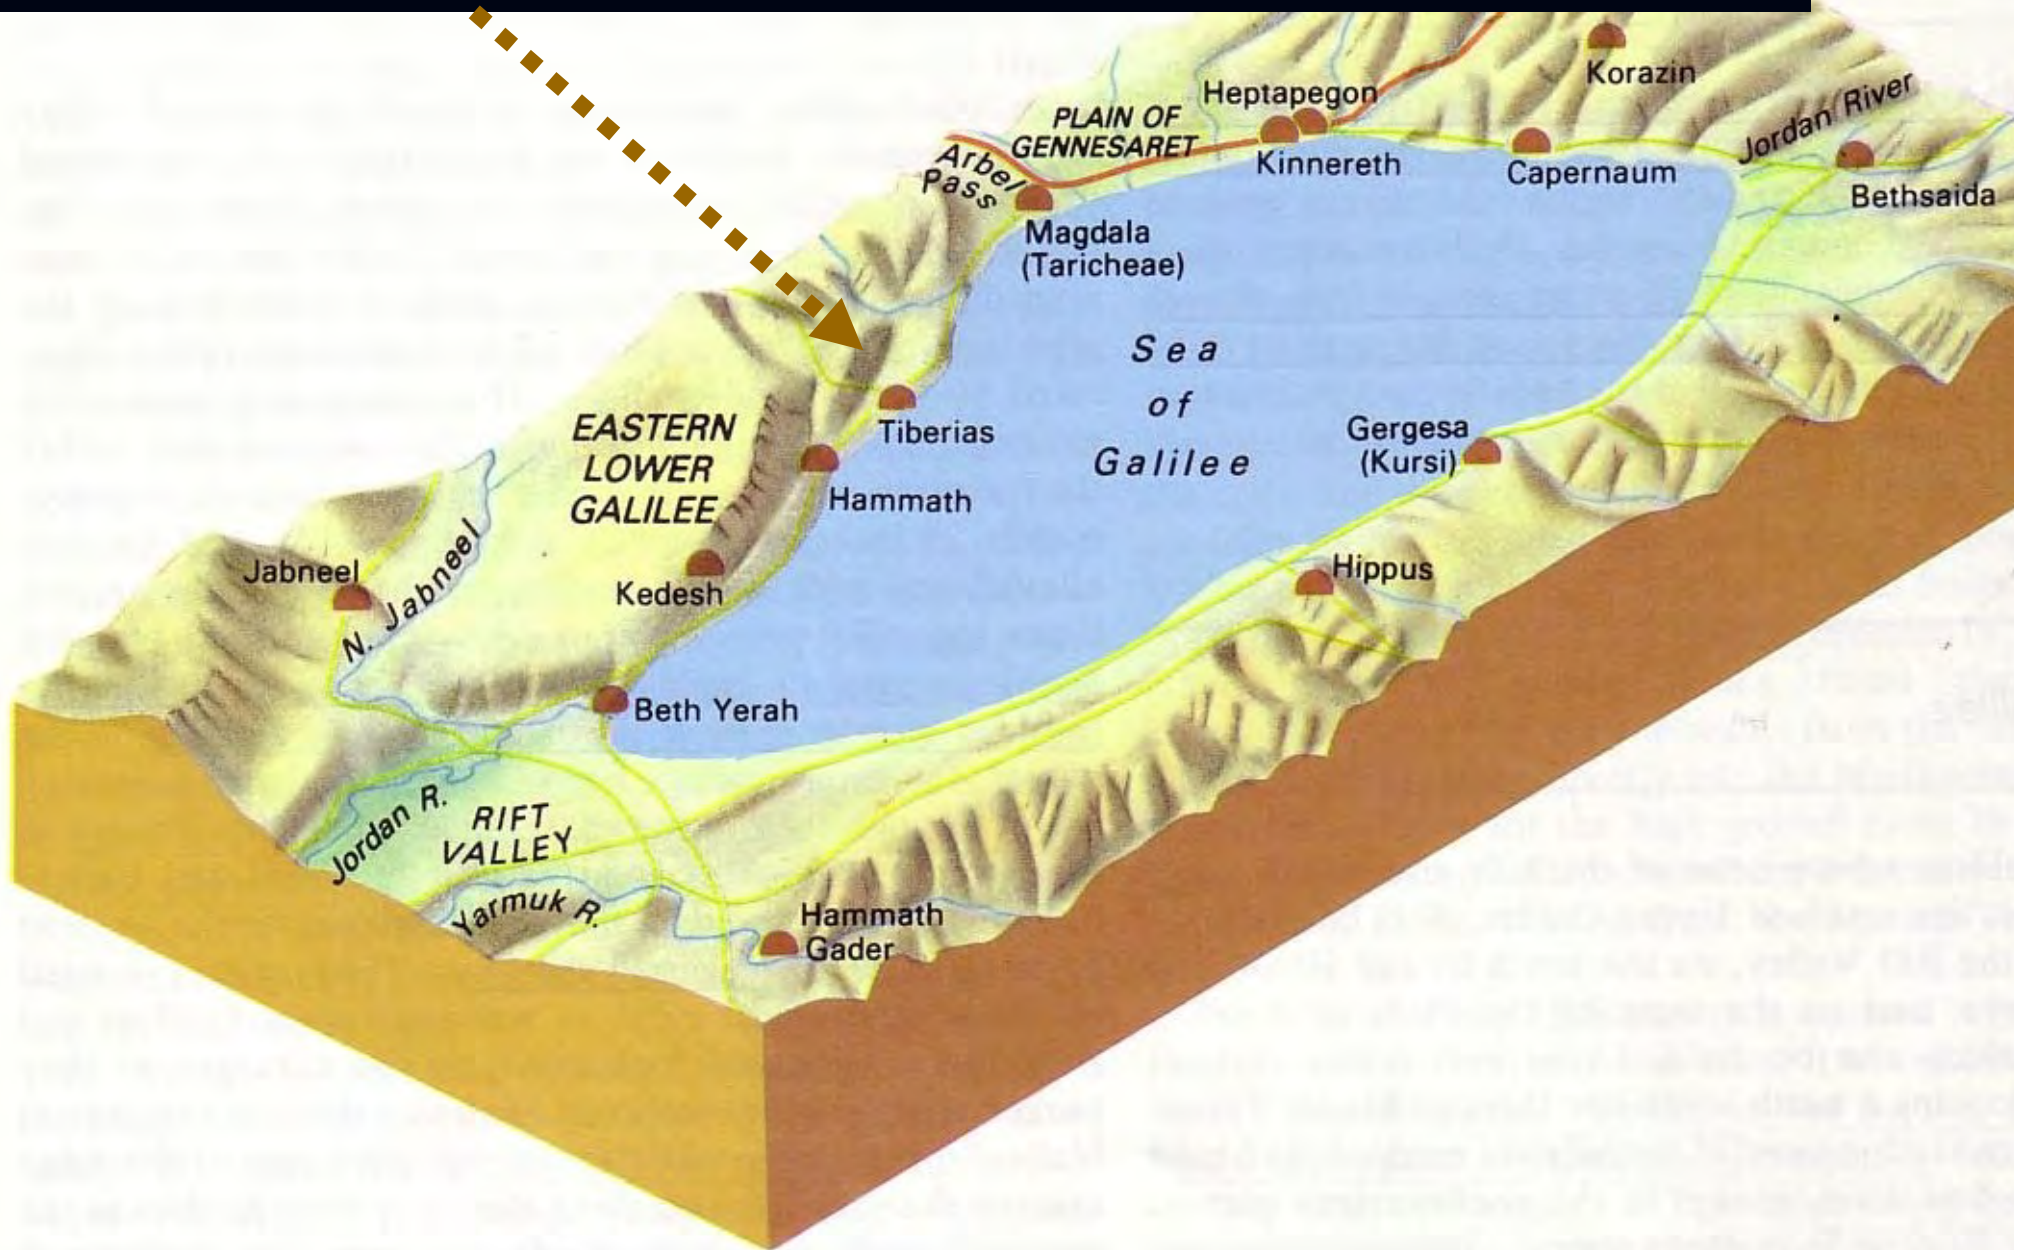 Korazin
Heptapegon
PLAIN OF
GENNESARET
Jordan River
Arbel
Pass
Kinnereth
Capernaum
Bethsaida
Magdala
(Taricheae)
Sea
of
Galilee
EASTERN
LOWER
GALILEE
Tiberias
Gergesa
(Kursi)
Hammath
Jabneel
N. Jabneel
Kedesh
Hippus
Beth Yerah
Jordan R.
RIFT
VALLEY
Yarmuk R.
Hammath
Gader